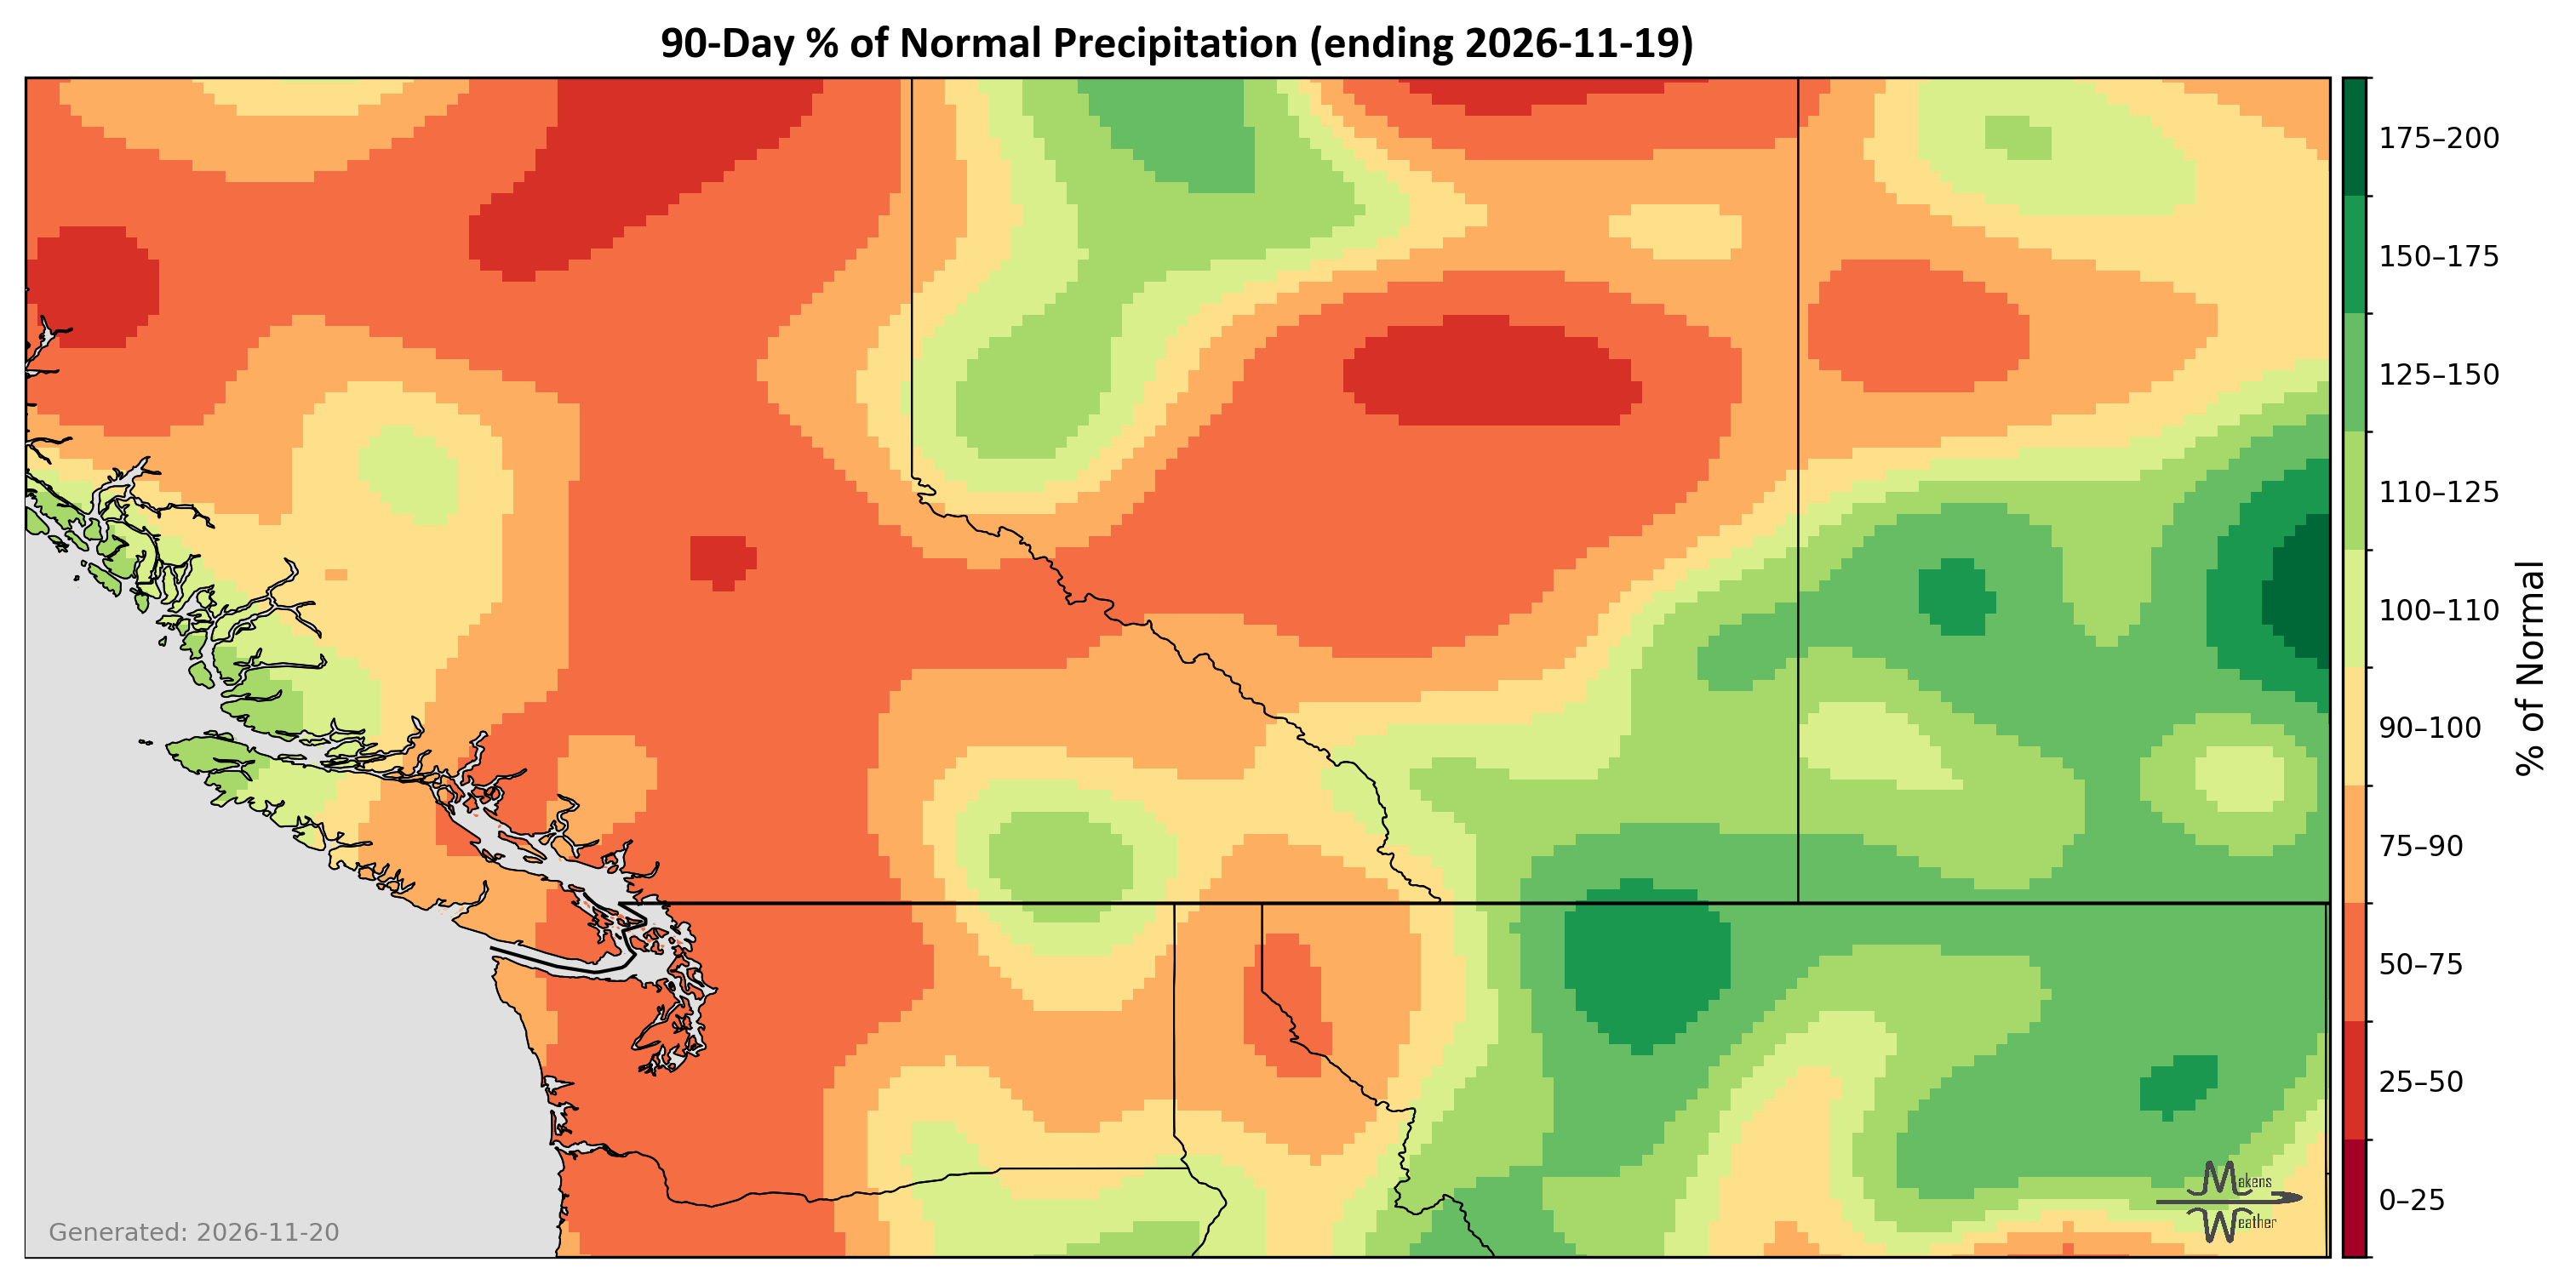 90-Day % of Normal Precipitation (ending 2026-11-19)
175–200
150–175
125–150
110–125
100–110
90–100
75–90
50–75
25–50
0–25
% of Normal
Makens
Weather
Generated: 2026-11-20